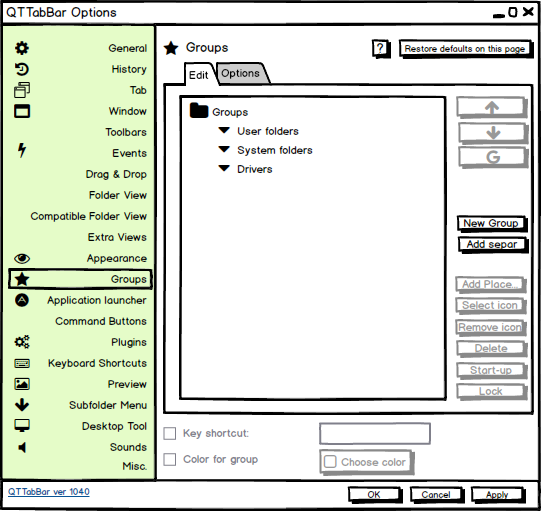 QTTabBar Options
General
History
Tab
Window
Toolbars
Events
Drag & Drop
Folder View
Compatible Folder View
Extra Views
Appearance
Groups
Application launcher
Command Buttons
Plugins
Keyboard Shortcuts
Preview
Subfolder Menu
Desktop Tool
Sounds
Misc.
QTTabBar ver 1040
Groups
?
Restore defaults on this page
Edit
Options
Groups
User folders
System folders
Drivers
G
New Group
Add separ
Add Place...
Select icon
Remove icon
Delete
Start-up
Lock
Key shortcut:
Color for group
Choose color
OK
Cancel
Apply